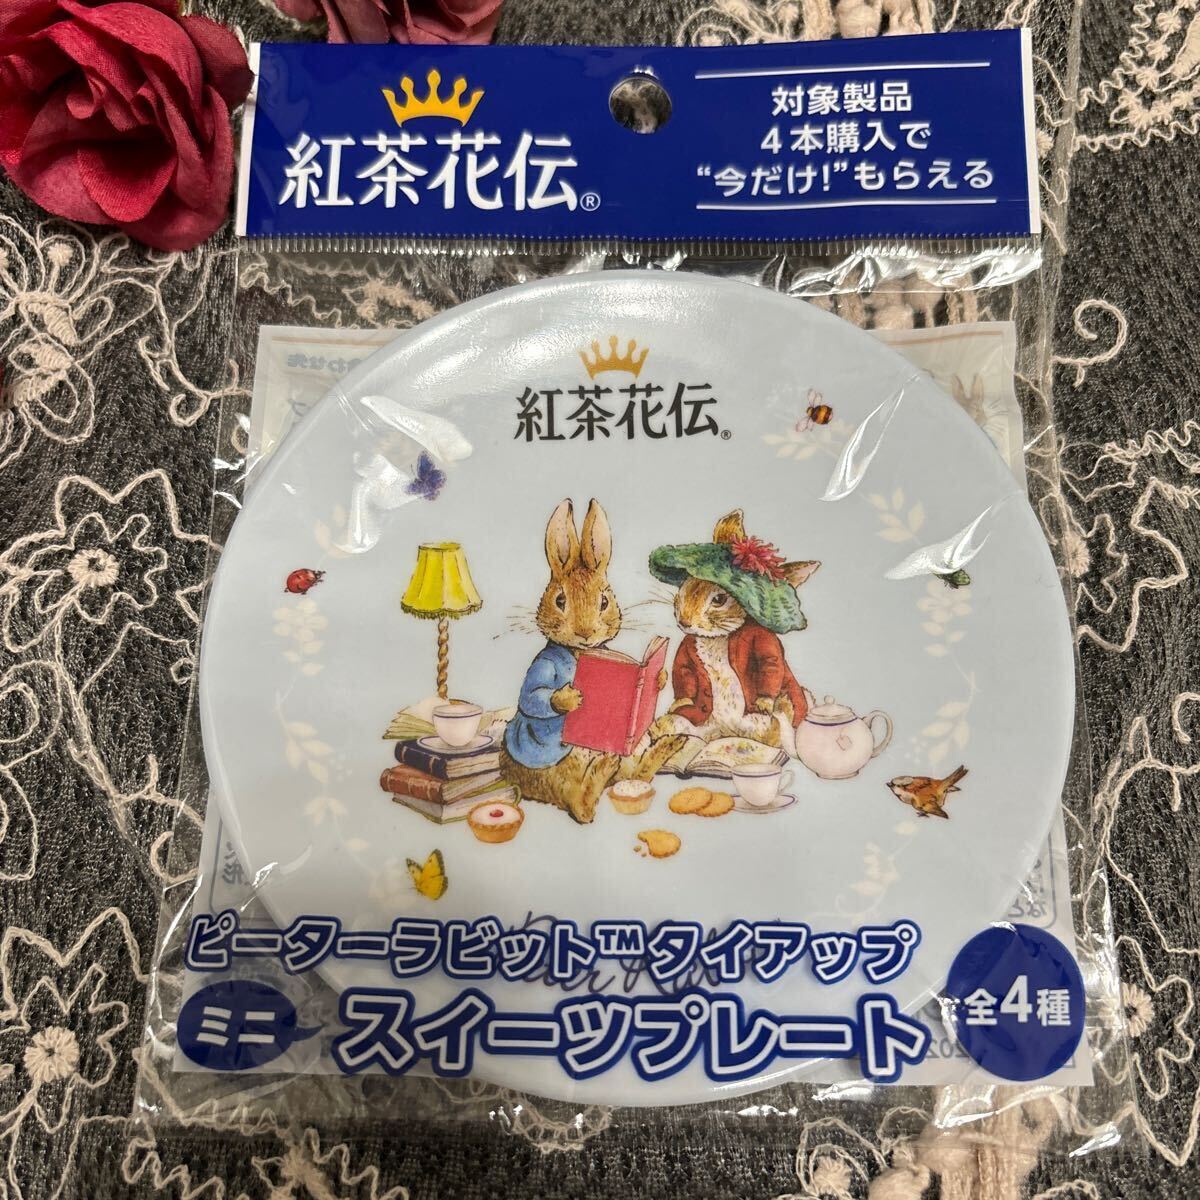 紅茶花伝®
対象製品
4本購入で
“今だけ!”もらえる
紅茶花伝®
ピーターラビット™タイアップ
ミニ
スイーツプレート
全4種